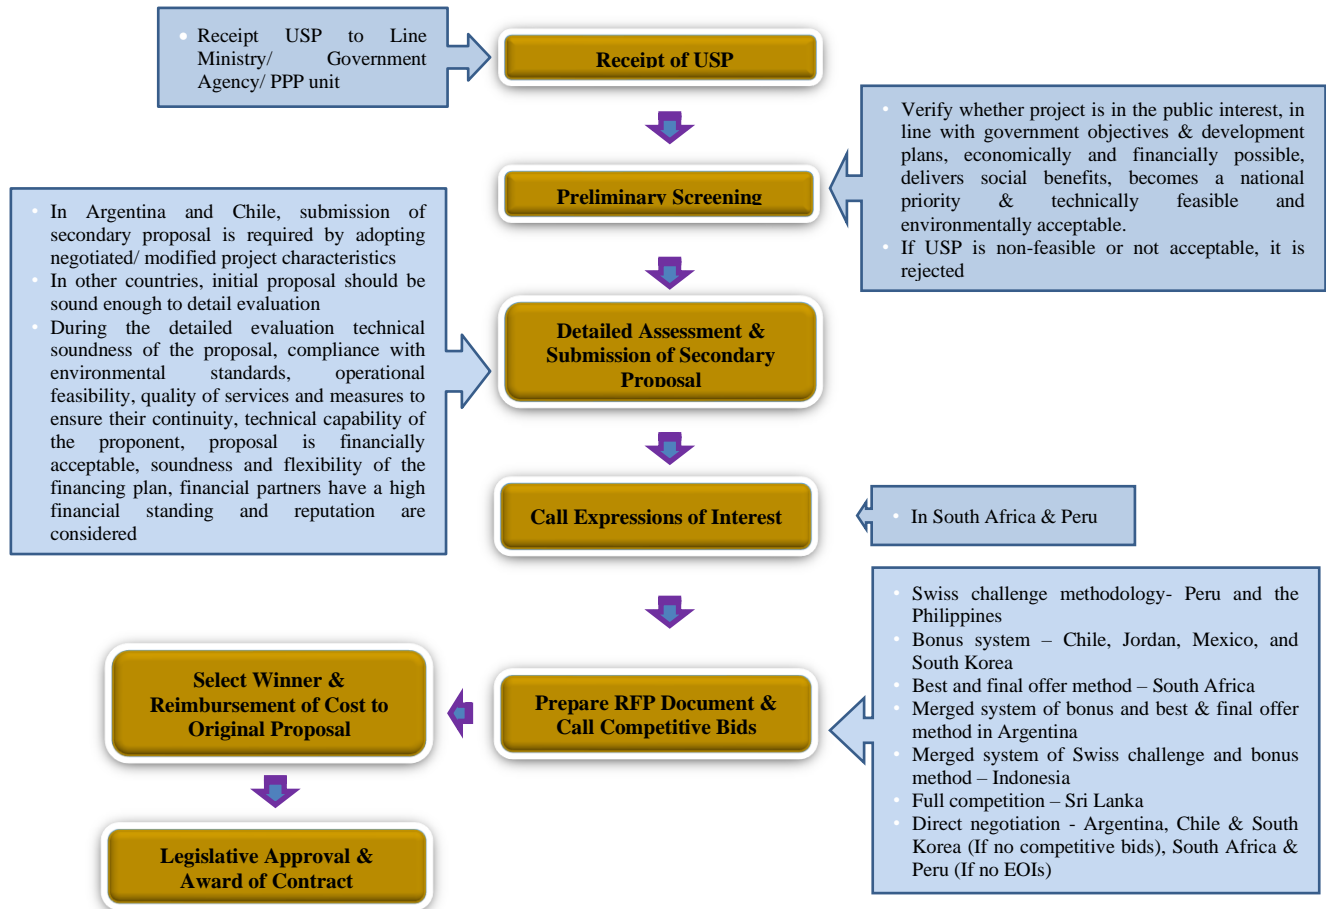 • Receipt USP to Line
Ministry/ Government
Agency/ PPP unit
Receipt of USP
• Verify whether project is in the public interest, in
line with government objectives & development
plans, economically and financially possible,
delivers social benefits, becomes a national
priority & technically feasible and
environmentally acceptable.
• If USP is non-feasible or not acceptable, it is
rejected
Preliminary Screening
• In Argentina and Chile, submission of
secondary proposal is required by adopting
negotiated/ modified project characteristics
• In other countries, initial proposal should be
sound enough to detail evaluation
• During the detailed evaluation technical
soundness of the proposal, compliance with
environmental standards, operational
feasibility, quality of services and measures to
ensure their continuity, technical capability of
the proponent, proposal is financially
acceptable, soundness and flexibility of the
financing plan, financial partners have a high
financial standing and reputation are
considered
Detailed Assessment &
Submission of Secondary
Proposal
Call Expressions of Interest
• In South Africa & Peru
Prepare RFP Document &
Call Competitive Bids
• Swiss challenge methodology- Peru and the
Philippines
• Bonus system – Chile, Jordan, Mexico, and
South Korea
• Best and final offer method – South Africa
• Merged system of bonus and best & final offer
method in Argentina
• Merged system of Swiss challenge and bonus
method – Indonesia
• Full competition – Sri Lanka
• Direct negotiation - Argentina, Chile & South
Korea (If no competitive bids), South Africa &
Peru (If no EOIs)
Select Winner &
Reimbursement of Cost to
Original Proposal
Legislative Approval &
Award of Contract